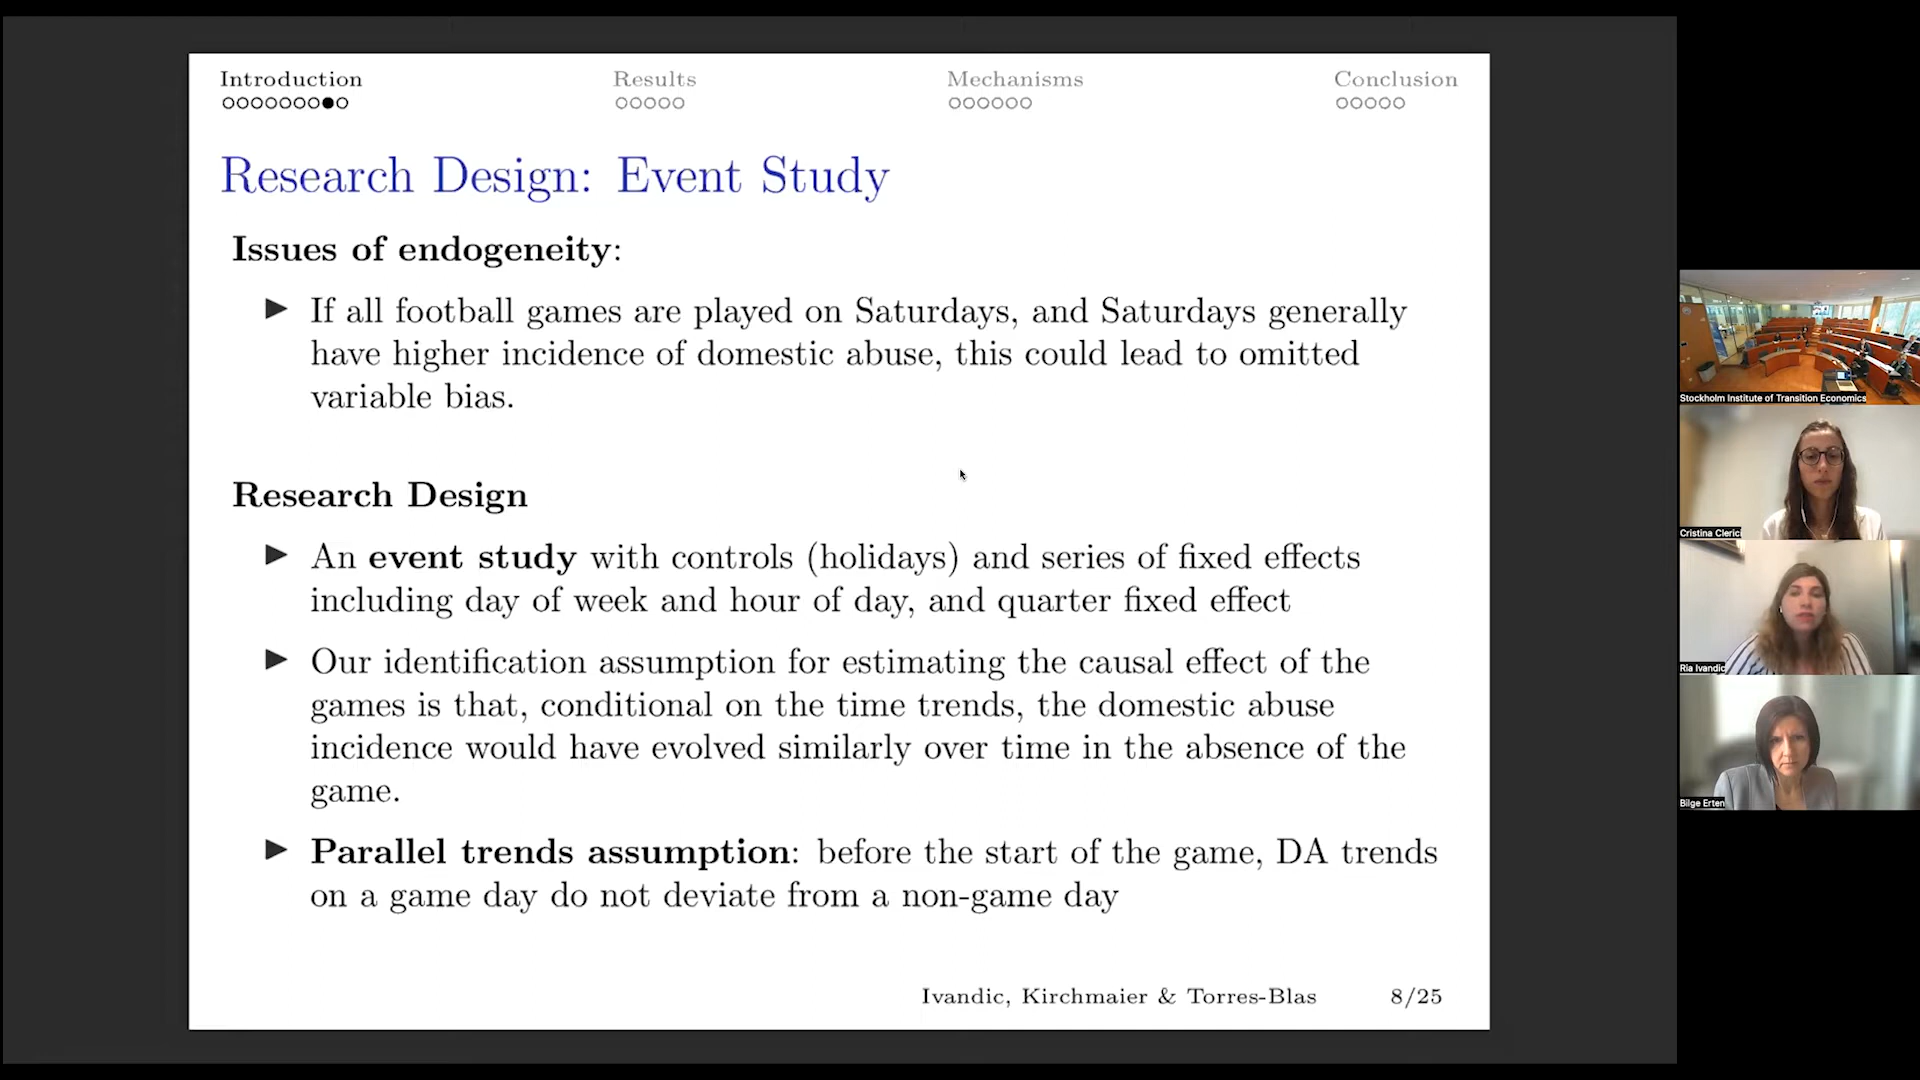 Introduction
Results
Mechanisms
Conclusion
Research Design: Event Study
Issues of endogeneity:
If all football games are played on Saturdays, and Saturdays generally
have higher incidence of domestic abuse, this could lead to omitted
variable bias.
Research Design
An event study with controls (holidays) and series of fixed effects
including day of week and hour of day, and quarter fixed effect
Our identification assumption for estimating the causal effect of the
games is that, conditional on the time trends, the domestic abuse
incidence would have evolved similarly over time in the absence of the
game.
Parallel trends assumption: before the start of the game, DA trends
on a game day do not deviate from a non-game day
Ivandic, Kirchmaier & Torres-Blas
8/25
Stockholm Institute of Transition Economics
Cristina Clerici
Ria Ivandic
Bilge Erten